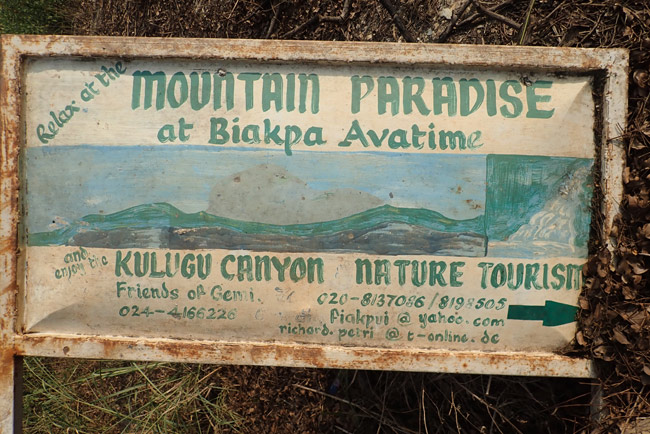 Relax at the
MOUNTAIN PARADISE
at Biakpa Avatime
and enjoy the
KULUGU CANYON NATURE TOURISM
Friends of Gemi. 020-8137086/8198505
024-4166226 fiakpui @ yahoo.com
richard.petri @ t-online.de